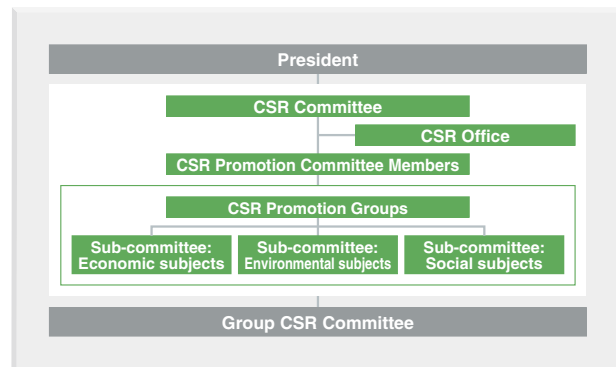 President
CSR Committee
CSR Office
CSR Promotion Committee Members
CSR Promotion Groups
Sub-committee:
Economic subjects
Sub-committee:
Environmental subjects
Sub-committee:
Social subjects
Group CSR Committee